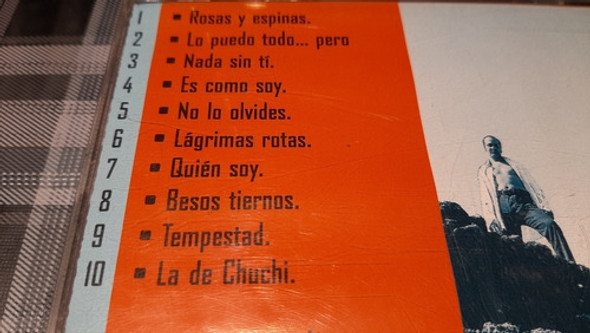 1 ▪ Rosas y espinas.
2 ▪ Lo puedo todo... pero
3 ▪ Nada sin tí.
4 ▪ Es como soy.
5 ▪ No lo olvides.
6 ▪ Lágrimas rotas.
7 ▪ Quién soy.
8 ▪ Besos tiernos.
9 ▪ Tempestad.
10 ▪ La de Chuchi.